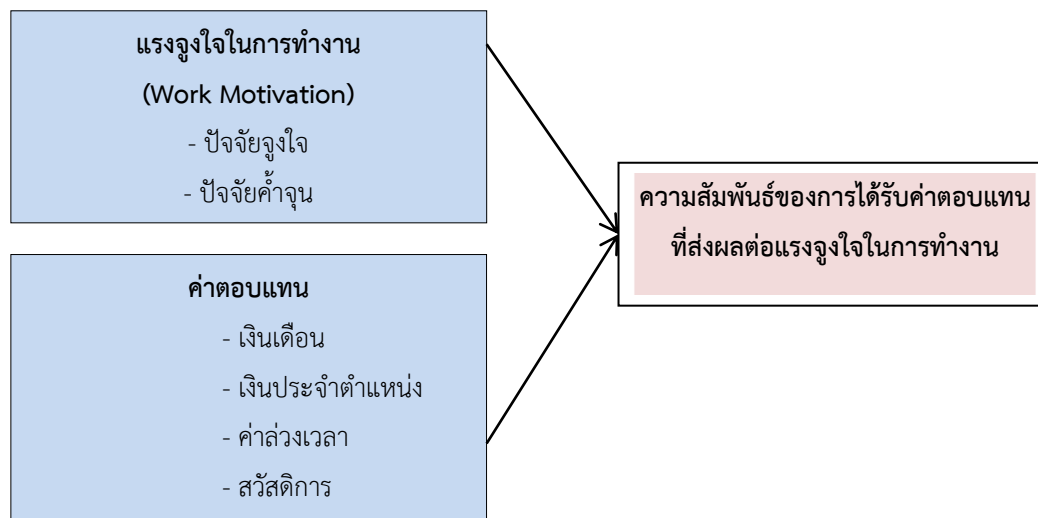 แรงจูงใจในการทำงาน
(Work Motivation)
- ปัจจัยจูงใจ
- ปัจจัยค้ำจุน
ความสัมพันธ์ของการได้รับค่าตอบแทน
ที่ส่งผลต่อแรงจูงใจในการทำงาน
ค่าตอบแทน
- เงินเดือน
- เงินประจำตำแหน่ง
- ค่าล่วงเวลา
- สวัสดิการ